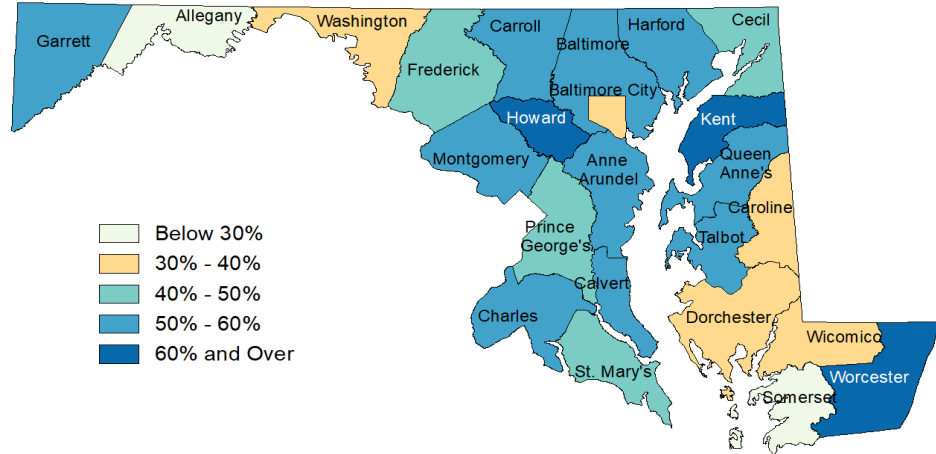 Allegany
Washington
Carroll
Harford
Cecil
Garrett
Baltimore
Frederick
Baltimore City
Howard
Kent
Montgomery
Anne
Arundel
Queen
Anne's
Caroline
Prince
George's
Talbot
Below 30%
30% - 40%
40% - 50%
50% - 60%
60% and Over
Calvert
Charles
Dorchester
Wicomico
St. Mary's
Worcester
Somerset